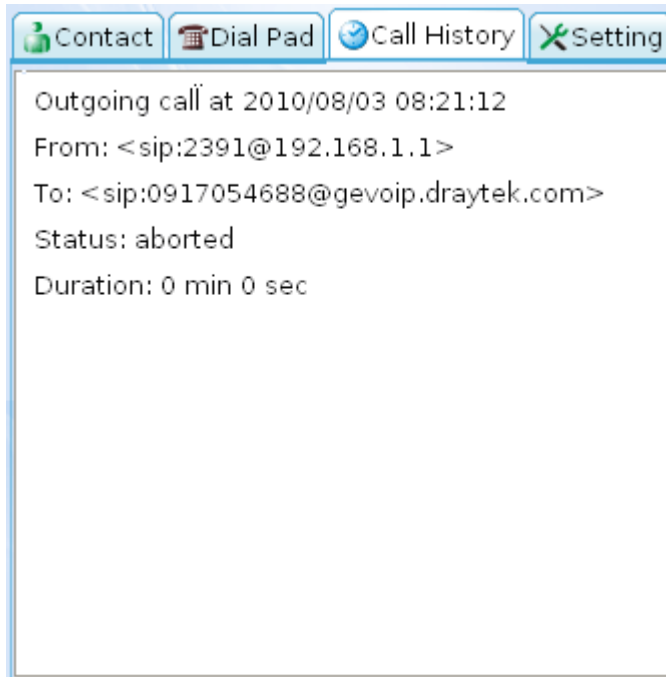 Contact Dial Pad Call History Setting
Outgoing call at 2010/08/03 08:21:12
From: <sip:2391@192.168.1.1>
To: <sip:0917054688@gevoip.draytek.com>
Status: aborted
Duration: 0 min 0 sec